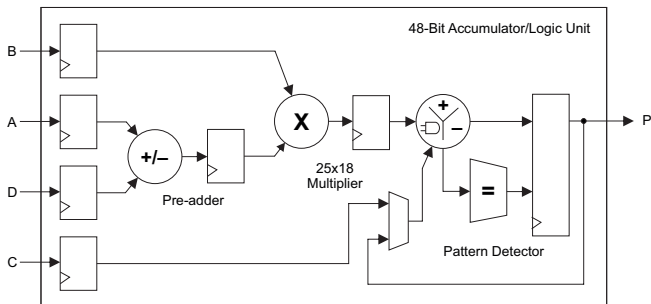 48-Bit Accumulator/Logic Unit
B
A
D
C
+/–
Pre-adder
X
25x18
Multiplier
+
–
=
Pattern Detector
P